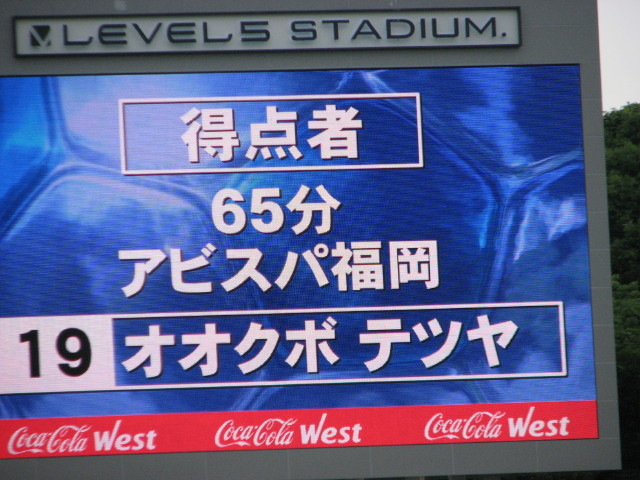 LEVEL5 STADIUM.
得点者
65分
アビスパ福岡
19 オオクボ テツヤ
Coca-Cola West Coca-Cola West Coca-Cola West